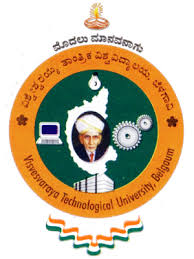 ಮೊದಲು ಮಾನವನಾಗು
ವಿಶ್ವೇಶ್ವರಯ್ಯ ತಾಂತ್ರಿಕ ವಿಶ್ವವಿದ್ಯಾಲಯ, ಬೆಳಗಾವಿ
Visvesvaraya Technological University, Belgaum